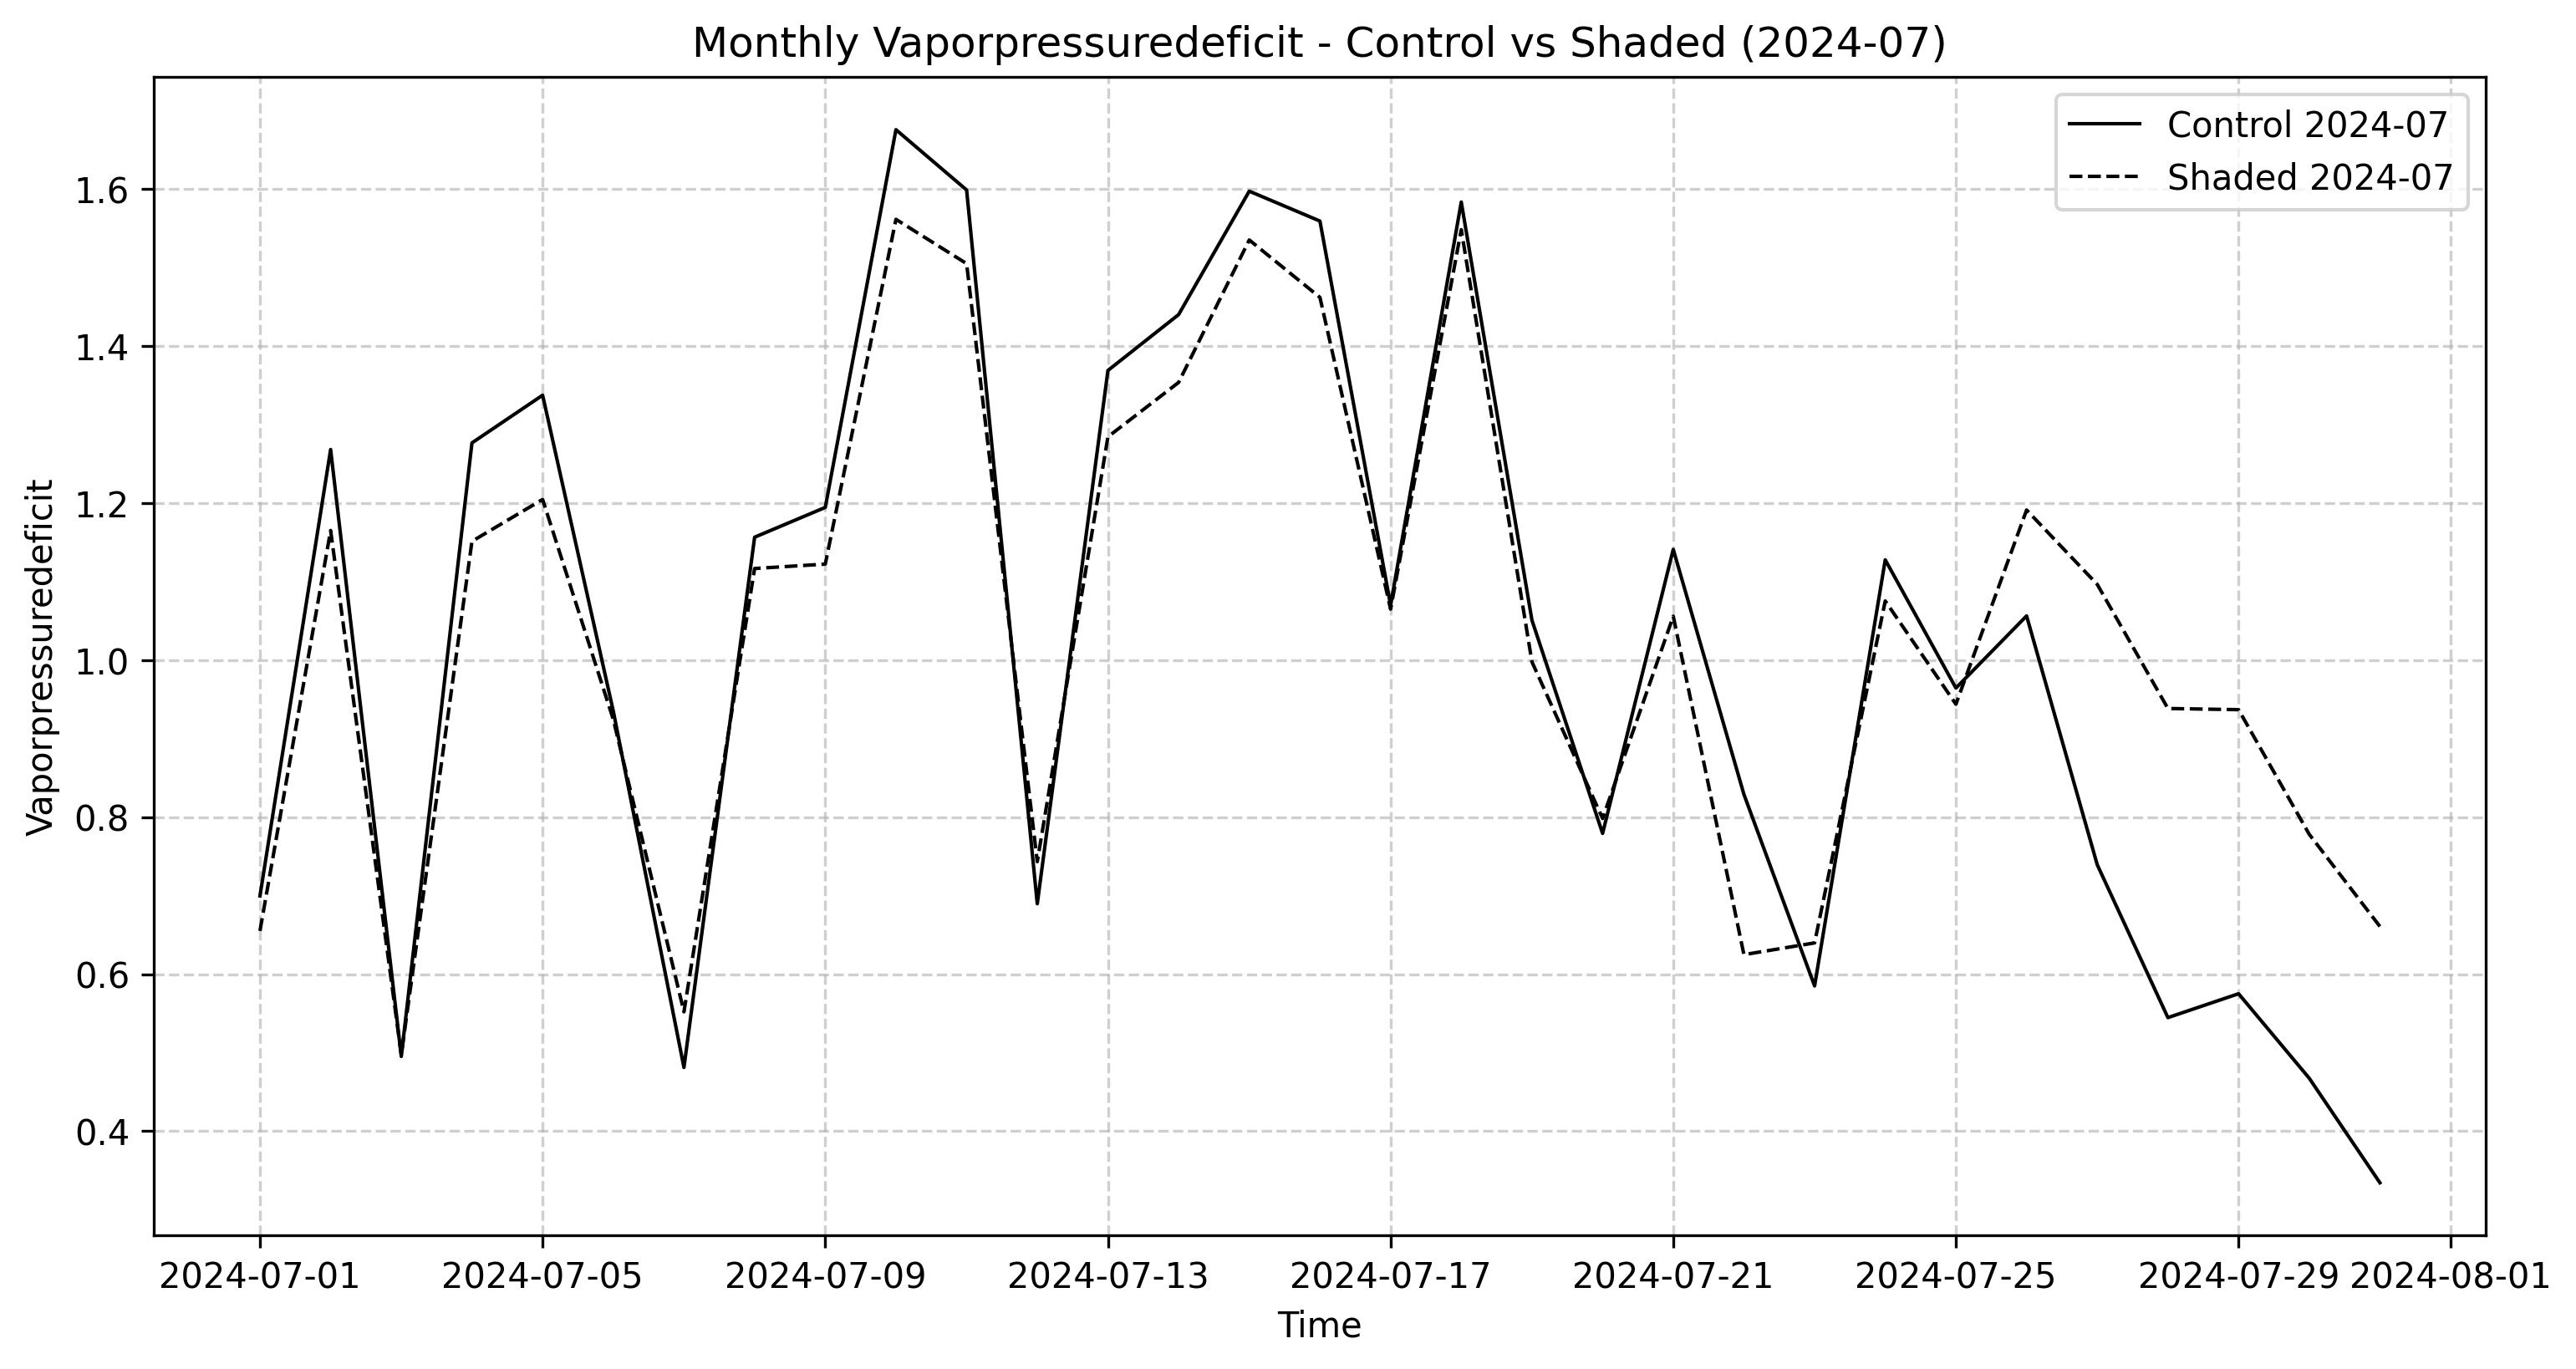 Monthly Vaporpressuredeficit - Control vs Shaded (2024-07)
Control 2024-07
Shaded 2024-07
Vaporpressuredeficit
1.6
1.4
1.2
1.0
0.8
0.6
0.4
2024-07-01 2024-07-05 2024-07-09 2024-07-13 2024-07-17 2024-07-21 2024-07-25 2024-07-29 2024-08-01
Time